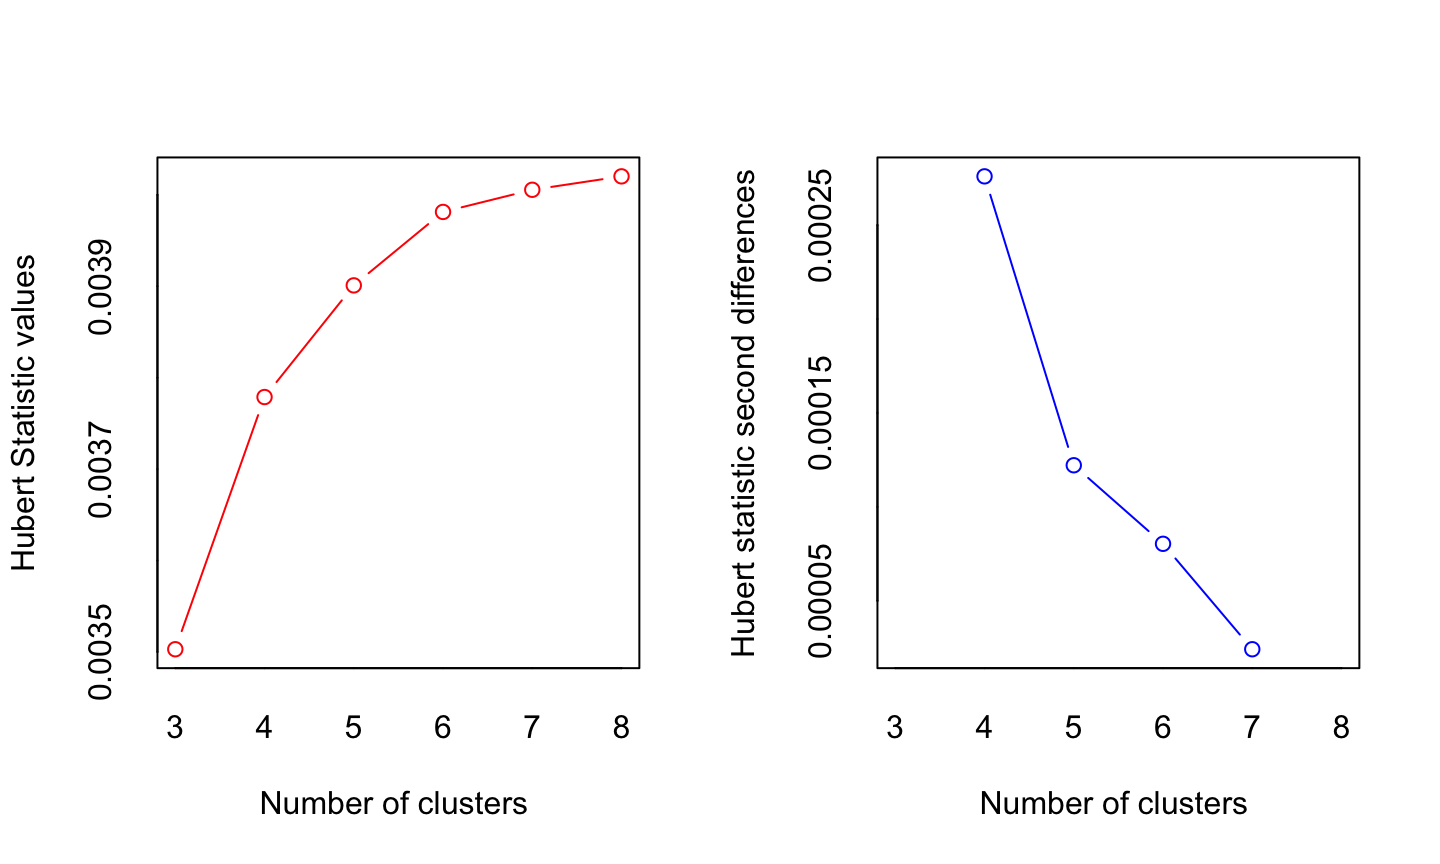 Hubert Statistic values
0.0039
0.0037
0.0035
3 4 5 6 7 8
Number of clusters
Hubert statistic second differences
0.00025
0.00015
0.00005
3 4 5 6 7 8
Number of clusters